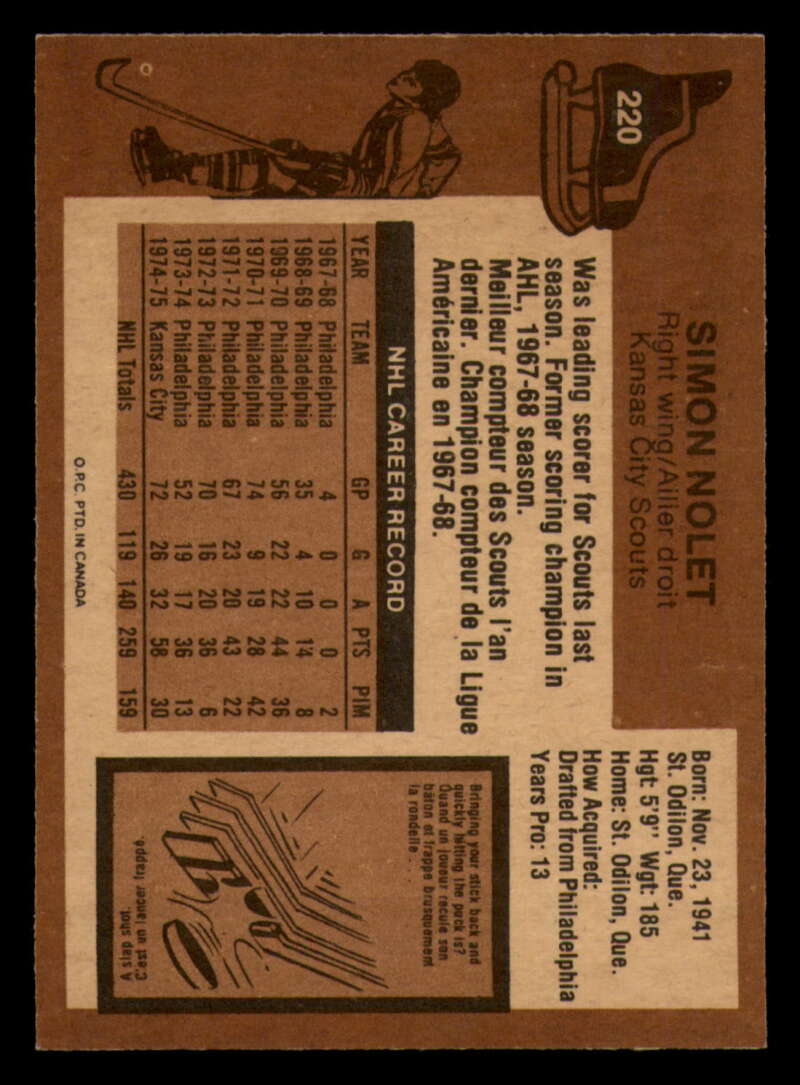 220
SIMON NOLET
Right wing/Ailier droit
Kansas City Scouts
Was leading scorer for Scouts last
season. Former scoring champion in
AHL, 1967-68 season.
Meilleur compteur des Scouts l'an
dernier. Champion compteur de la Ligue
Américaine en 1967-68.
Born: Nov. 23, 1941
St. Odilon, Que.
Hgt: 5'9" Wgt: 185
Home: St. Odilon, Que.
How Acquired:
Drafted from Philadelphia
Years Pro: 13
NHL CAREER RECORD
YEAR TEAM GP G A PTS PIM
1967-68 Philadelphia 4 0 0 0 2
1968-69 Philadelphia 35 4 10 14 8
1969-70 Philadelphia 56 22 22 44 36
1970-71 Philadelphia 74 9 19 28 42
1971-72 Philadelphia 67 23 20 43 22
1972-73 Philadelphia 70 16 20 36 6
1973-74 Philadelphia 52 19 17 36 13
1974-75 Kansas City 72 26 32 58 30
NHL Totals 430 119 140 259 159
Bringing your stick back and
quickly hitting the puck is?
Quand un joueur recule son
bâton et frappe brusquement
la rondelle . . .
A slap shot.
C'est un lancer frappé.
O.P.C. PTD. IN CANADA